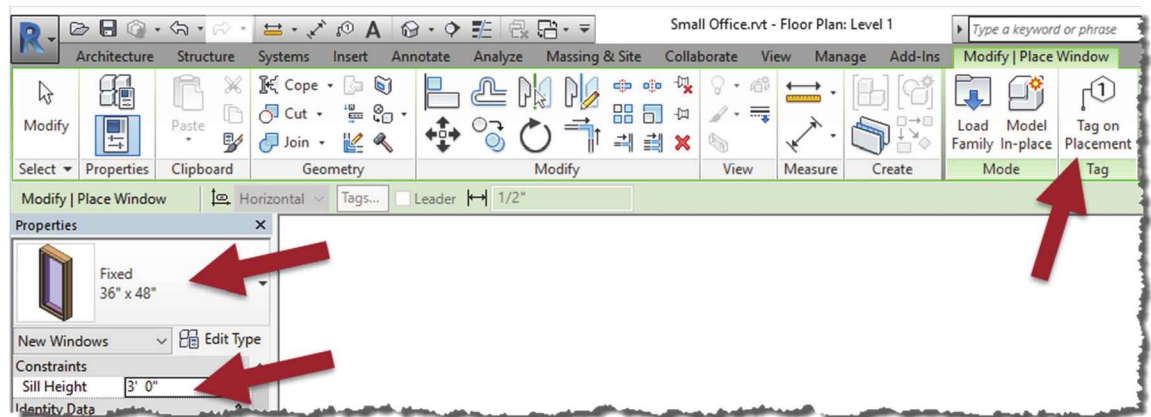 Small Office.rvt - Floor Plan: Level 1
Type a keyword or phrase
Architecture Structure Systems Insert Annotate Analyze Massing & Site Collaborate View Manage Add-Ins Modify | Place Window
Modify
Paste
Cope
Cut
Join
Load Family
Model In-place
1
Tag on Placement
Select Properties Clipboard Geometry Modify View Measure Create Mode Tag
Modify | Place Window Horizontal Tags... Leader 1/2"
Properties X
Fixed
36" x 48"
New Windows Edit Type
Constraints
Sill Height 3' 0"
Identity Data